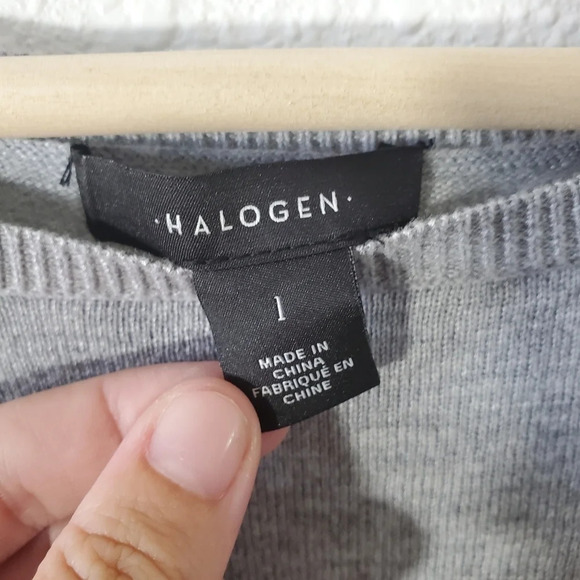 ·HALOGEN·
1
MADE IN
CHINA
FABRIQUÉ EN
CHINE